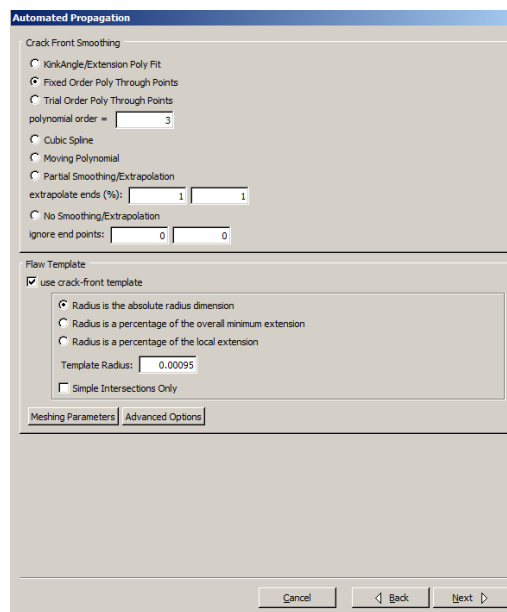 Automated Propagation
Crack Front Smoothing
KinkAngle/Extension Poly Fit
Fixed Order Poly Through Points
Trial Order Poly Through Points
polynomial order = 3
Cubic Spline
Moving Polynomial
Partial Smoothing/Extrapolation
extrapolate ends (%): 1 1
No Smoothing/Extrapolation
ignore end points: 0 0
Flaw Template
use crack-front template
Radius is the absolute radius dimension
Radius is a percentage of the overall minimum extension
Radius is a percentage of the local extension
Template Radius: 0.00095
Simple Intersections Only
Meshing Parameters Advanced Options
Cancel Back Next